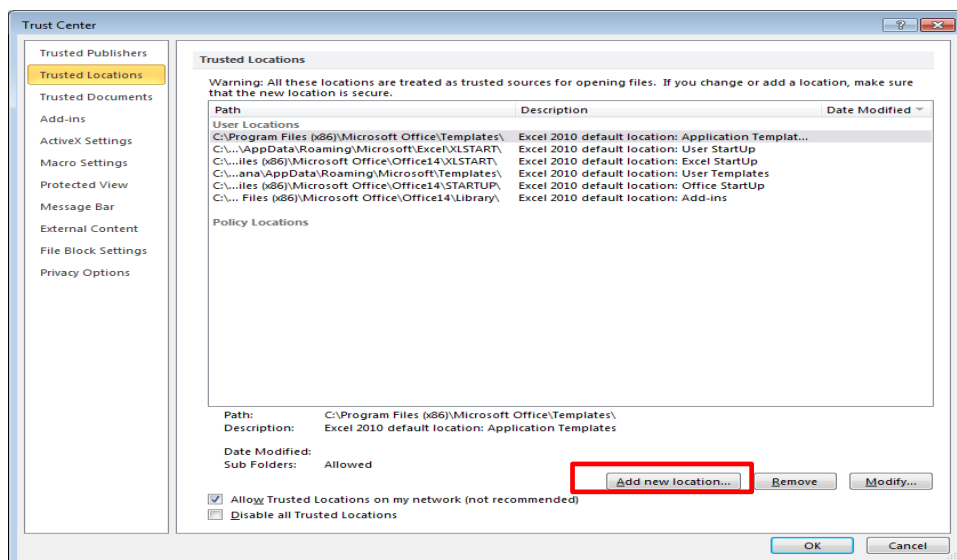 Trust Center
Trusted Publishers
Trusted Locations
Trusted Documents
Add-ins
ActiveX Settings
Macro Settings
Protected View
Message Bar
External Content
File Block Settings
Privacy Options
Trusted Locations
Warning: All these locations are treated as trusted sources for opening files. If you change or add a location, make sure
that the new location is secure.
Path Description Date Modified
User Locations
C:\Program Files (x86)\Microsoft Office\Templates\ Excel 2010 default location: Application Templat...
C:\...\AppData\Roaming\Microsoft\Excel\XLSTART\ Excel 2010 default location: User StartUp
C:\...iles (x86)\Microsoft Office\Office14\XLSTART\ Excel 2010 default location: Excel StartUp
C:\...ana\AppData\Roaming\Microsoft\Templates\ Excel 2010 default location: User Templates
C:\...iles (x86)\Microsoft Office\Office14\STARTUP\ Excel 2010 default location: Office StartUp
C:\... Files (x86)\Microsoft Office\Office14\Library\ Excel 2010 default location: Add-ins
Policy Locations
Path: C:\Program Files (x86)\Microsoft Office\Templates\
Description: Excel 2010 default location: Application Templates
Date Modified:
Sub Folders: Allowed
Add new location... Remove Modify...
Allow Trusted Locations on my network (not recommended)
Disable all Trusted Locations
OK Cancel